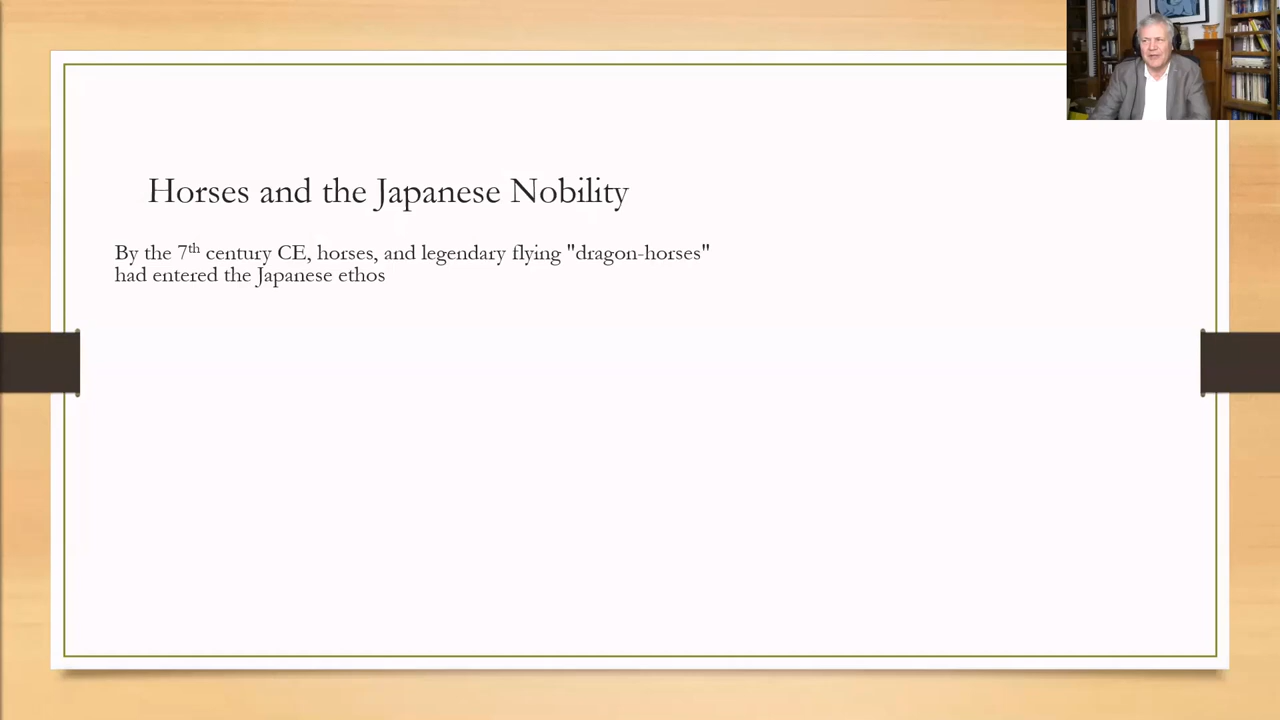 Horses and the Japanese Nobility
By the 7th century CE, horses, and legendary flying "dragon-horses"
had entered the Japanese ethos